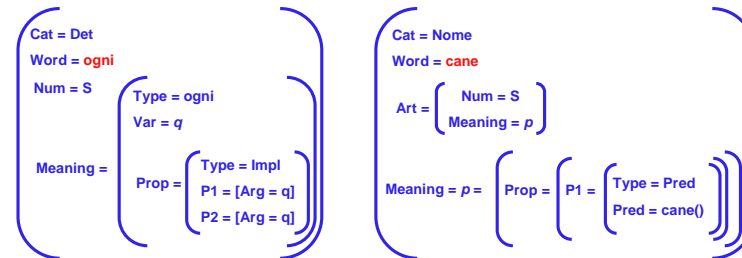 Cat = Det
Word = ogni
Num = S
Meaning =
Type = ogni
Var = q
Prop =
Type = Impl
P1 = [Arg = q]
P2 = [Arg = q]
Cat = Nome
Word = cane
Art =
Num = S
Meaning = p
Meaning = p =
Prop =
P1 =
Type = Pred
Pred = cane()